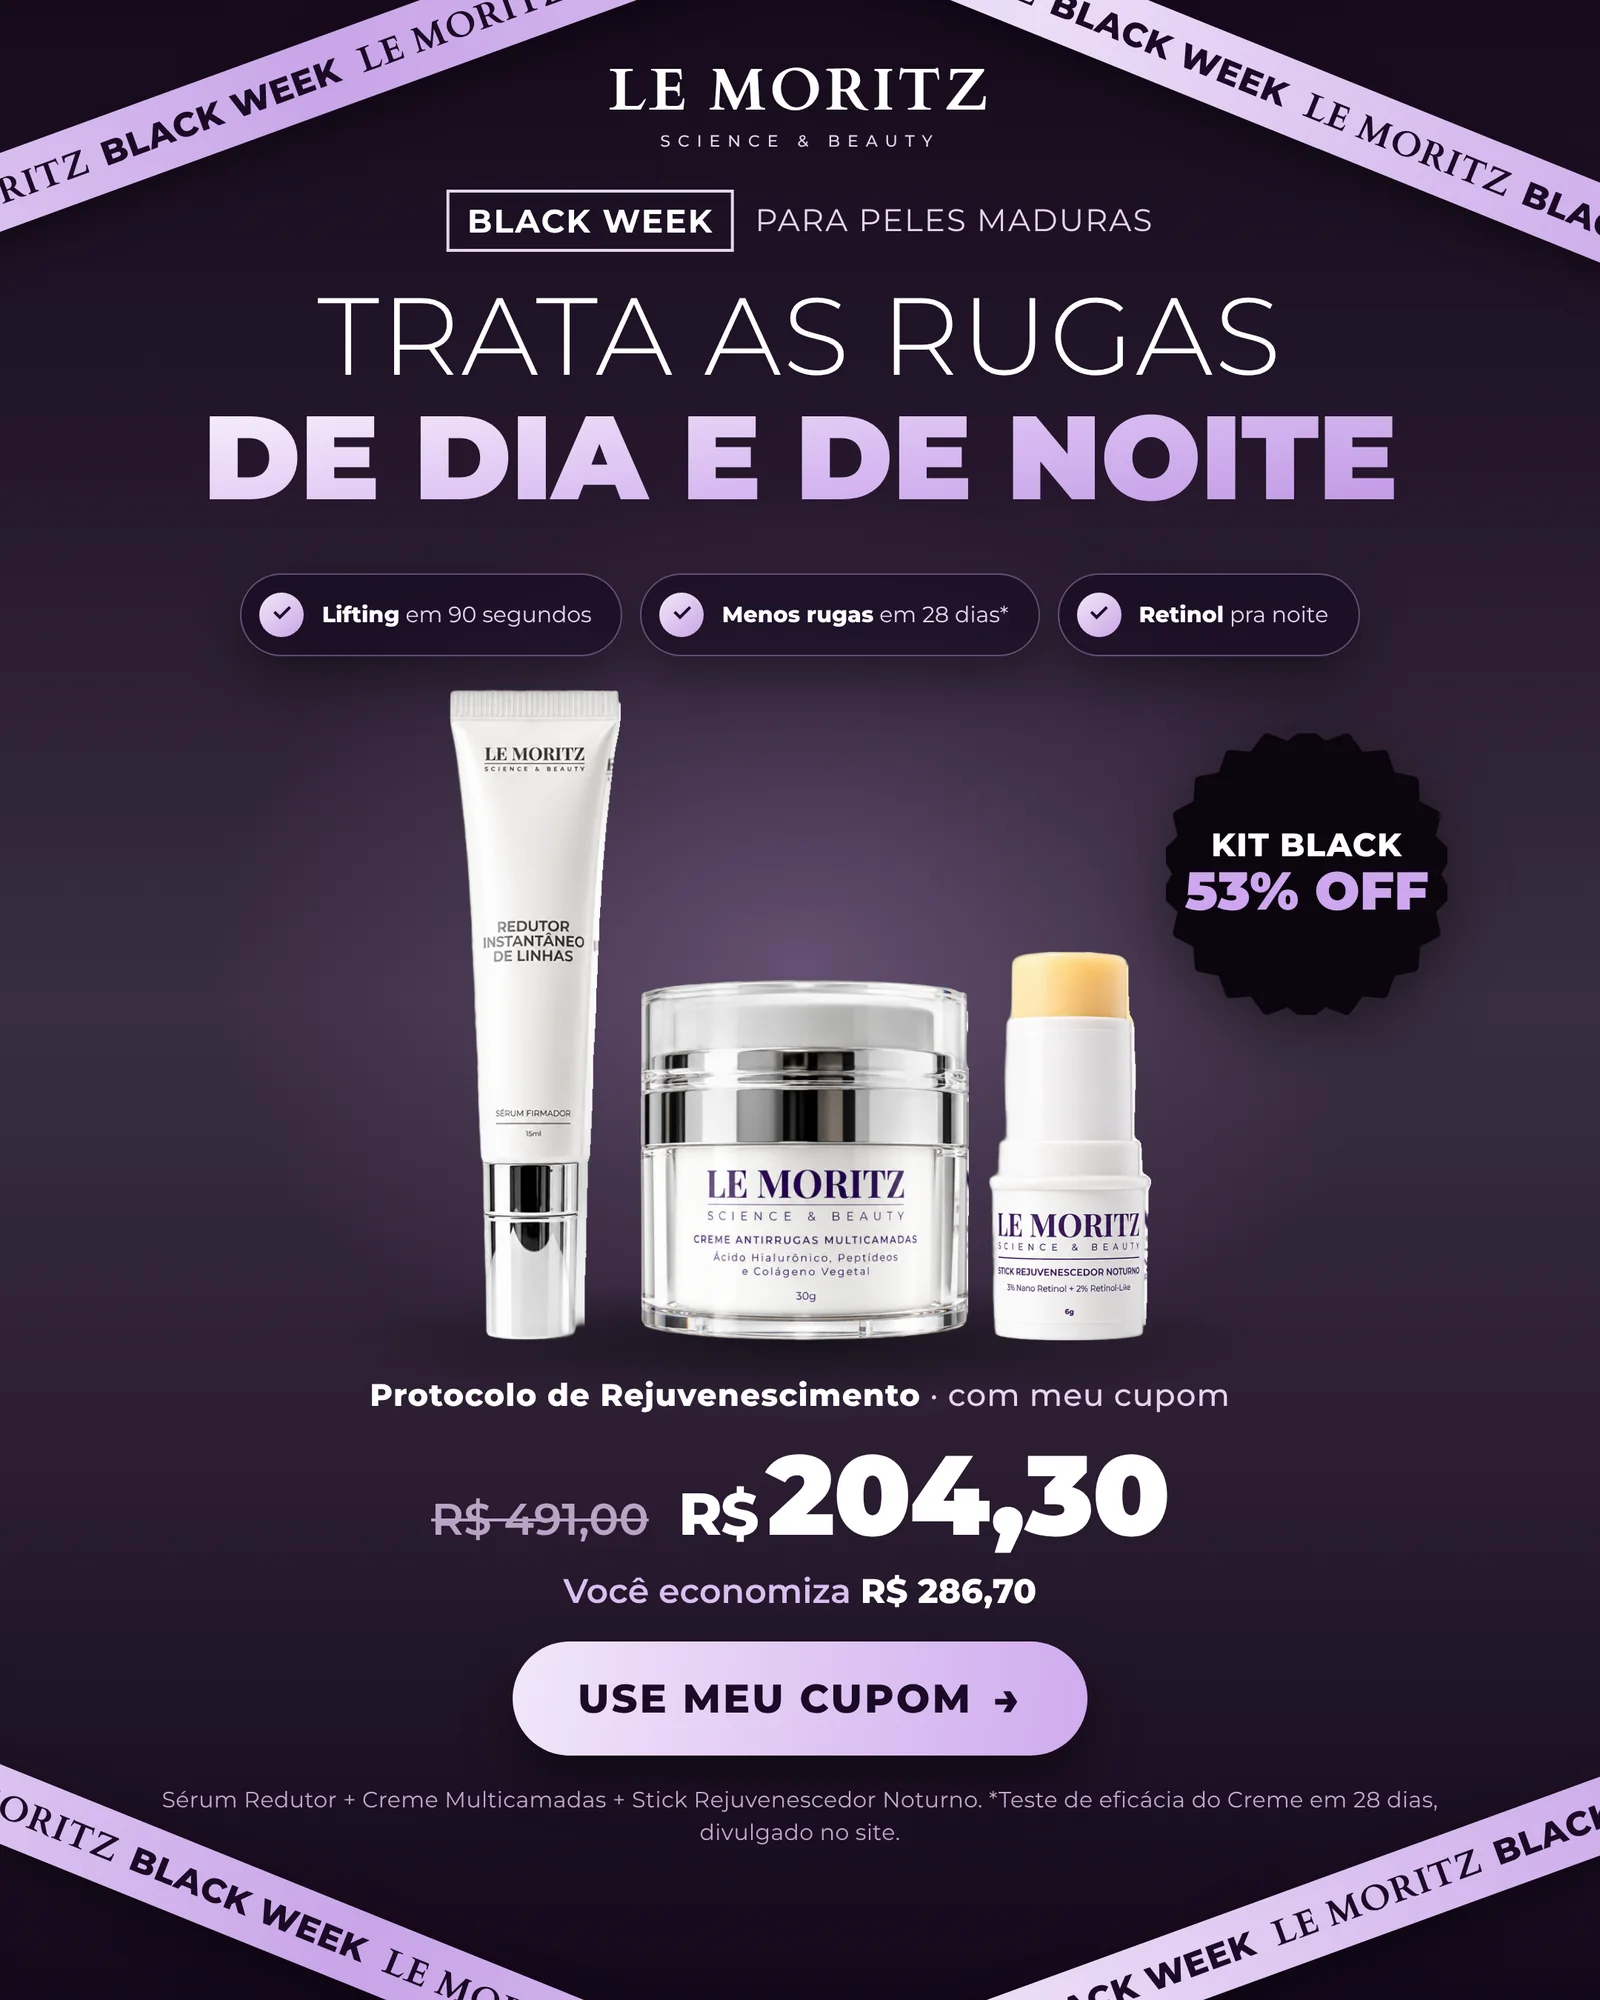 RITZ BLACK WEEK LE MORITZ
BLACK WEEK LE MORITZ BLAC
LE MORITZ
SCIENCE & BEAUTY
BLACK WEEK PARA PELES MADURAS
TRATA AS RUGAS
DE DIA E DE NOITE
Lifting em 90 segundos
Menos rugas em 28 dias*
Retinol pra noite
LE MORITZ
SCIENCE & BEAUTY
REDUTOR
INSTANTÂNEO
DE LINHAS
SÉRUM FIRMADOR
15ml
KIT BLACK
53% OFF
LE MORITZ
SCIENCE & BEAUTY
CREME ANTIRRUGAS MULTICAMADAS
Ácido Hialurônico, Peptídeos
e Colágeno Vegetal
30g
LE MORITZ
SCIENCE & BEAUTY
STICK REJUVENESCEDOR NOTURNO
3% Nano Retinol + 2% Retinol-Like
6g
Protocolo de Rejuvenescimento · com meu cupom
R$ 491,00 R$ 204,30
Você economiza R$ 286,70
USE MEU CUPOM →
Sérum Redutor + Creme Multicamadas + Stick Rejuvenescedor Noturno. *Teste de eficácia do Creme em 28 dias,
divulgado no site.
ORITZ BLACK WEEK LE MO
ACK WEEK LE MORITZ BLACK